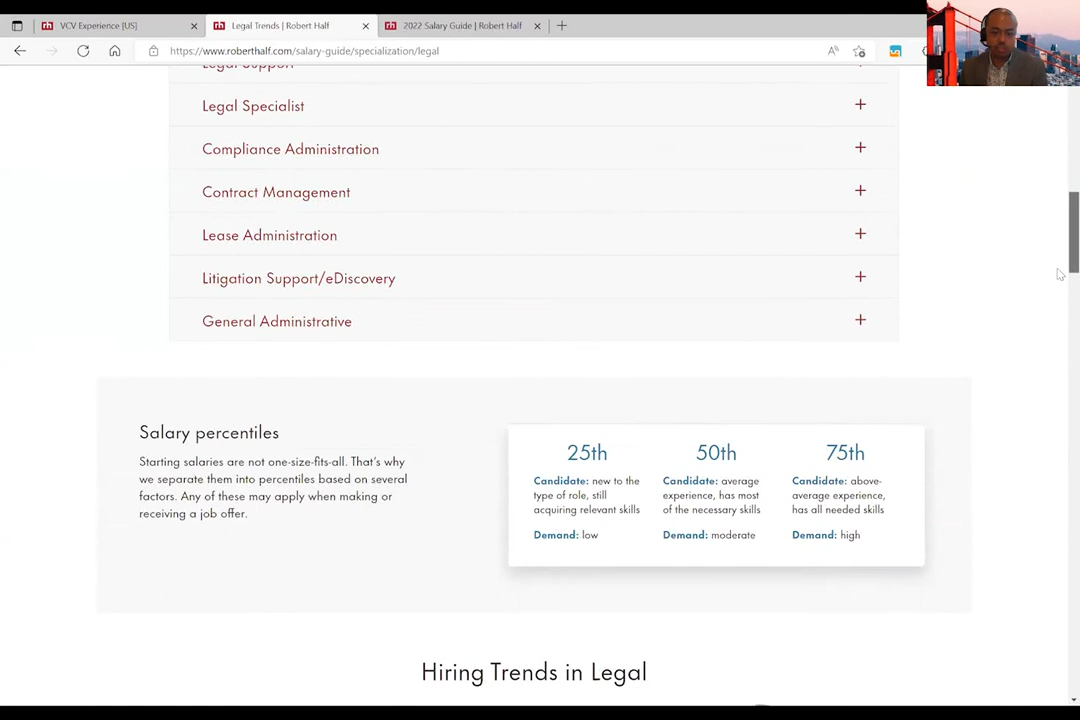 VCV Experience [US]
Legal Trends | Robert Half
2022 Salary Guide | Robert Half
https://www.roberthalf.com/salary-guide/specialization/legal
Legal Support
Legal Specialist
Compliance Administration
Contract Management
Lease Administration
Litigation Support/eDiscovery
General Administrative
Salary percentiles
Starting salaries are not one-size-fits-all. That's why
we separate them into percentiles based on several
factors. Any of these may apply when making or
receiving a job offer.
25th
Candidate: new to the
type of role, still
acquiring relevant skills
Demand: low
50th
Candidate: average
experience, has most
of the necessary skills
Demand: moderate
75th
Candidate: above-
average experience,
has all needed skills
Demand: high
Hiring Trends in Legal